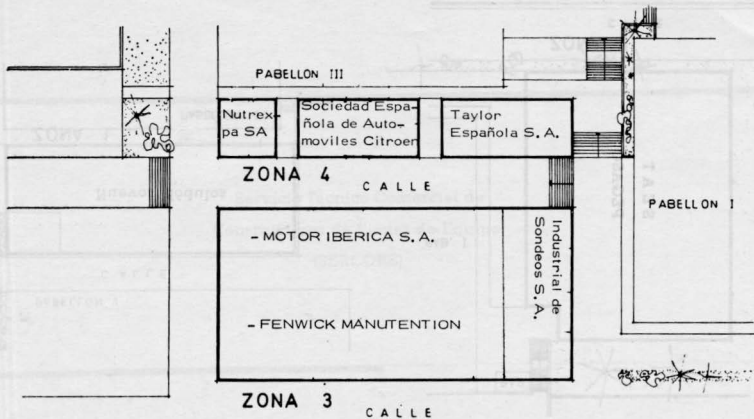 PABELLON III
Nutrex-
pa SA
Sociedad Espa-
ñola de Auto-
moviles Citroen
Taylor
Española S. A.
ZONA 4
CALLE
PABELLON I
- MOTOR IBERICA S. A.
Industrial de
Sondeos S. A.
- FENWICK MANUTENTION
ZONA 3
CALLE